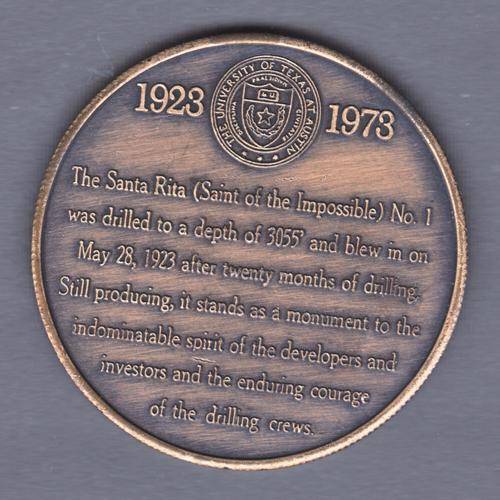 1923
THE UNIVERSITY OF TEXAS AT AUSTIN
PRAESIDIUM
CIVITATIS
DISCIPLINA
1973
The Santa Rita (Saint of the Impossible) No. 1
was drilled to a depth of 3055' and blew in on
May 28, 1923 after twenty months of drilling.
Still producing, it stands as a monument to the
indominatable spirit of the developers and
investors and the enduring courage
of the drilling crews.